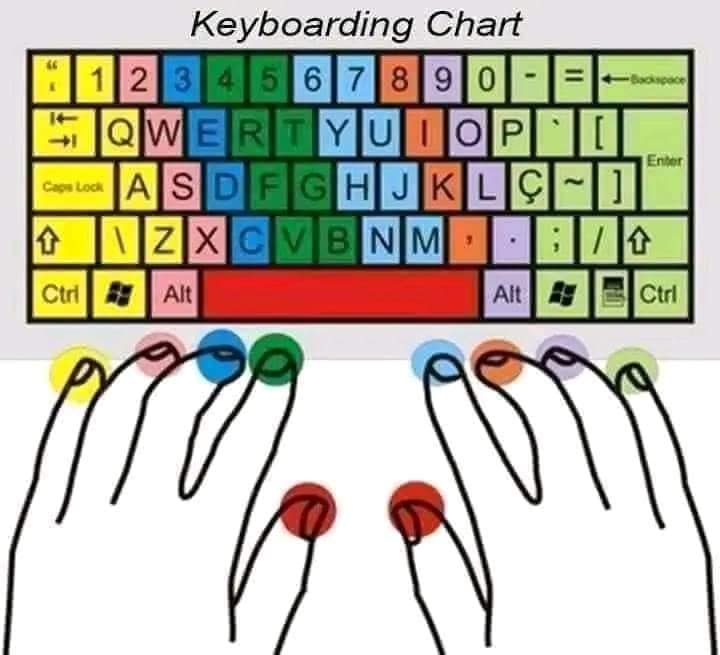 Keyboarding Chart
" 1 2 3 4 5 6 7 8 9 0 - = ←Backspace
Q W E R T Y U I O P ` [ Enter
Caps Lock A S D F G H J K L Ç ~ ]
\ Z X C V B N M , . ; /
Ctrl Alt Alt Ctrl